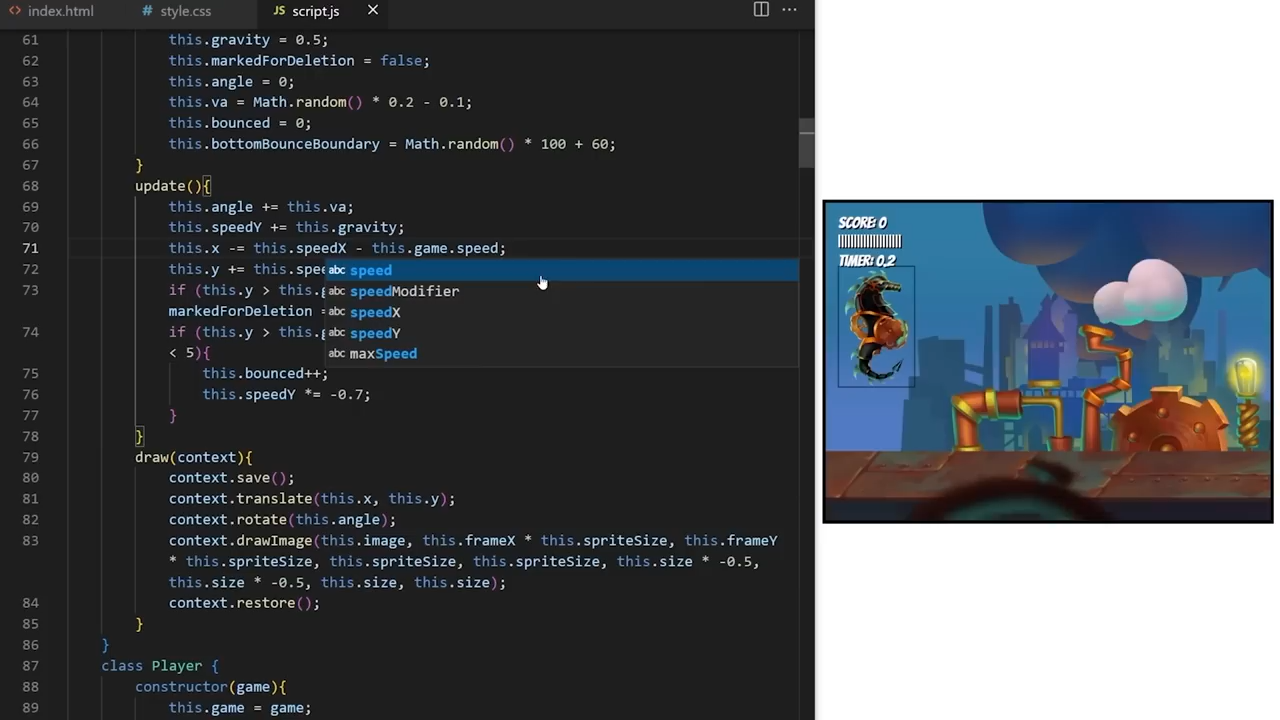 index.html
style.css
script.js
61 this.gravity = 0.5;
62 this.markedForDeletion = false;
63 this.angle = 0;
64 this.va = Math.random() * 0.2 - 0.1;
65 this.bounced = 0;
66 this.bottomBounceBoundary = Math.random() * 100 + 60;
67 }
68 update(){
69 this.angle += this.va;
70 this.speedY += this.gravity;
71 this.x -= this.speedX - this.game.speed;
72 this.y += this.spee
abc speed
73 if (this.y > this.g
abc speedModifier
markedForDeletion =
abc speedX
74 if (this.y > this.g
abc speedY
< 5){
abc maxSpeed
75 this.bounced++;
76 this.speedY *= -0.7;
77 }
78 }
79 draw(context){
80 context.save();
81 context.translate(this.x, this.y);
82 context.rotate(this.angle);
83 context.drawImage(this.image, this.frameX * this.spriteSize, this.frameY
* this.spriteSize, this.spriteSize, this.spriteSize, this.size * -0.5,
this.size * -0.5, this.size, this.size);
84 context.restore();
85 }
86 }
87 class Player {
88 constructor(game){
89 this.game = game;
SCORE: 0
TIMER: 0.2